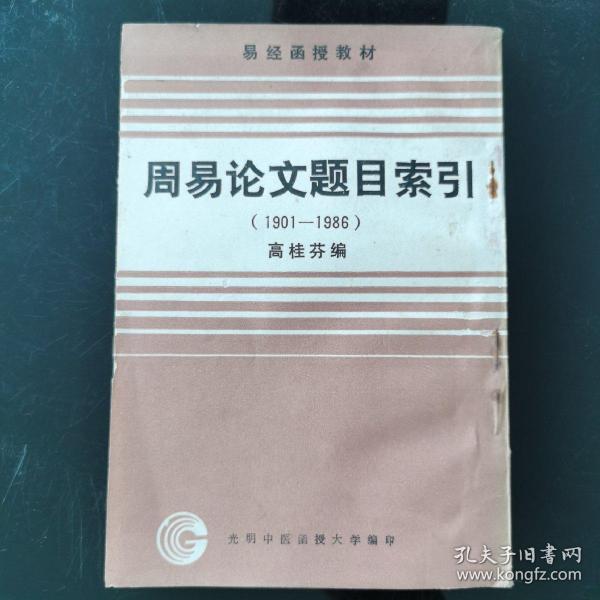 易经函授教材
周易论文题目索引
（1901—1986）
高桂芬编
光明中医函授大学编印
孔夫子旧书网
www.kongfz.com